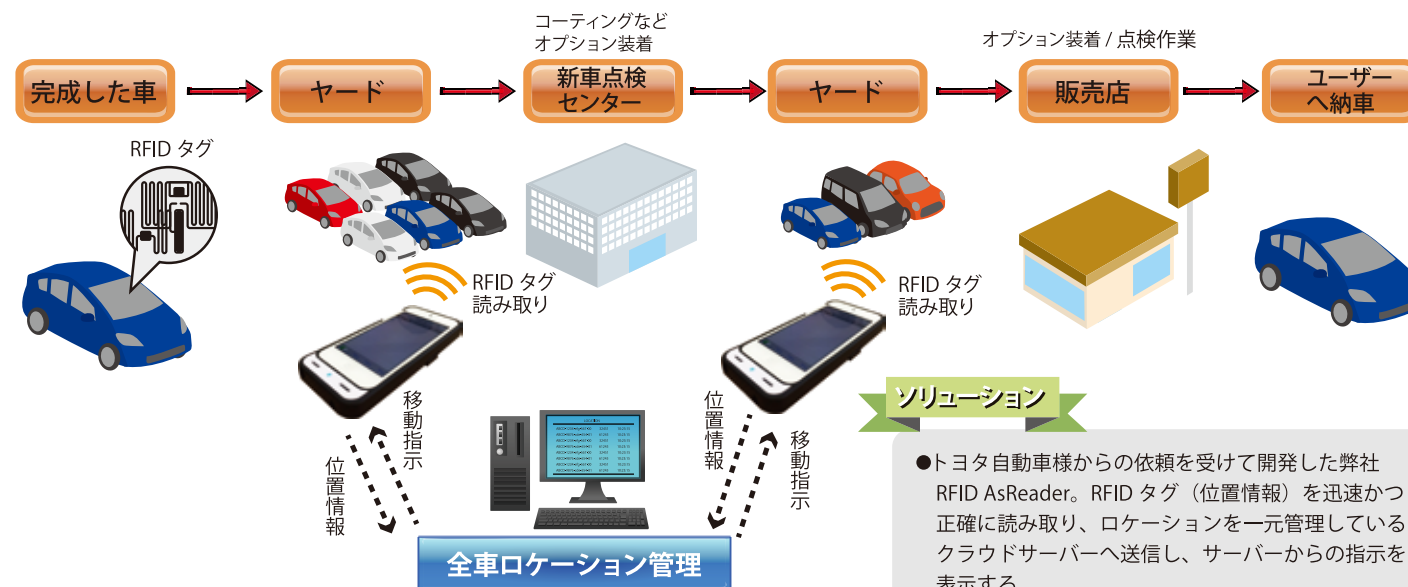 コーティングなど
オプション装着
オプション装着 / 点検作業
完成した車
ヤード
新車点検
センター
ヤード
販売店
ユーザー
へ納車
RFID タグ
RFID タグ
読み取り
RFID タグ
読み取り
移動指示
位置情報
位置情報
移動指示
全車ロケーション管理
ソリューション
●トヨタ自動車様からの依頼を受けて開発した弊社
RFID AsReader。RFID タグ（位置情報）を迅速かつ
正確に読み取り、ロケーションを一元管理している
クラウドサーバーへ送信し、サーバーからの指示を
表示する